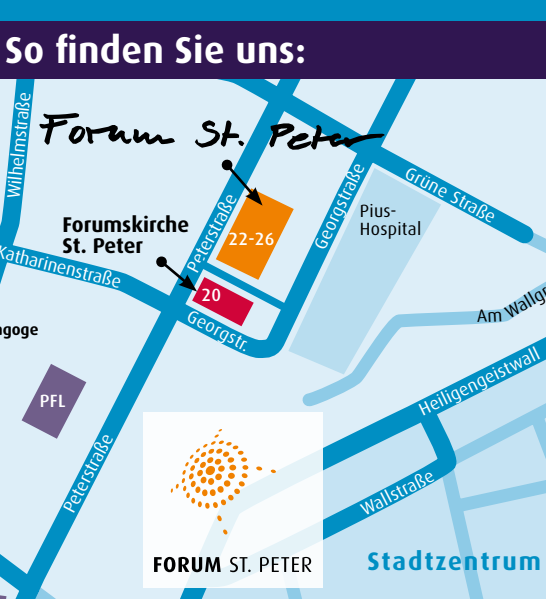 So finden Sie uns:
Wilhelmstraße
Forum St. Peter
Grüne Straße
Pius-
Hospital
Georgstraße
Peterstraße
Forumskirche
St. Peter
22-26
Katharinenstraße
20
Georgstr.
Am Wallgr
agoge
PFL
Heiligengeistwall
Peterstraße
Wallstraße
FORUM ST. PETER
Stadtzentrum